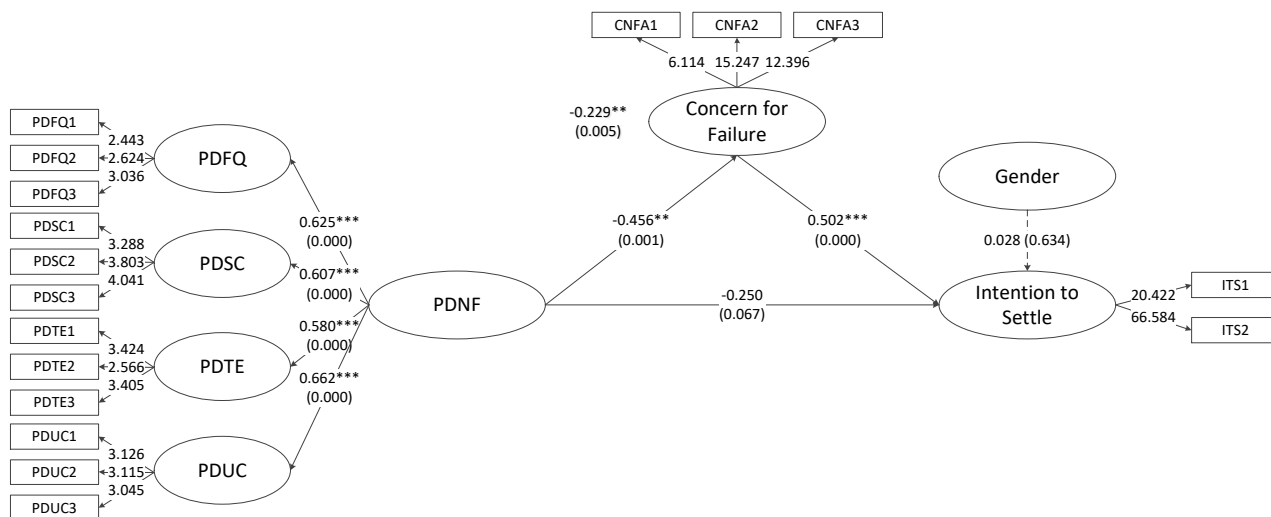 CNFA1
CNFA2
CNFA3
6.114
15.247
12.396
-0.229**
(0.005)
Concern for
Failure
PDFQ1
PDFQ2
PDFQ3
2.443
2.624
3.036
PDFQ
Gender
PDSC1
PDSC2
PDSC3
3.288
3.803
4.041
PDSC
0.625***
(0.000)
0.607***
(0.000)
-0.456**
(0.001)
0.502***
(0.000)
0.028 (0.634)
PDNF
-0.250
(0.067)
Intention to
Settle
20.422
66.584
ITS1
ITS2
PDTE1
PDTE2
PDTE3
3.424
2.566
3.405
PDTE
0.580***
(0.000)
0.662***
(0.000)
PDUC1
PDUC2
PDUC3
3.126
3.115
3.045
PDUC